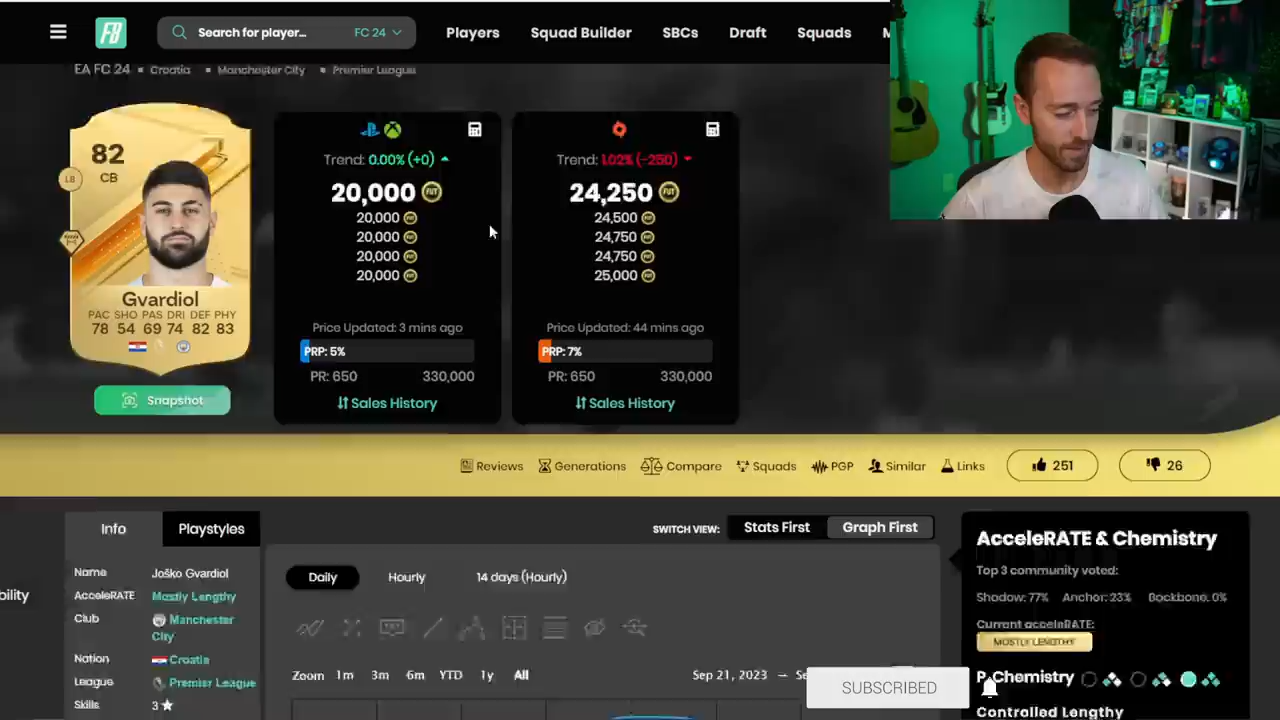 FB
Search for player...
FC 24
Players
Squad Builder
SBCs
Draft
Squads
M
EA FC 24
Croatia
Manchester City
Premier League
82
CB
LB
Gvardiol
PAC SHO PAS DRI DEF PHY
78 54 69 74 82 83
Snapshot
Trend: 0.00% (+0)
20,000
20,000
20,000
20,000
20,000
Price Updated: 3 mins ago
PRP: 5%
PR: 650
330,000
Sales History
Trend: 1.02% (-250)
24,250
24,500
24,750
24,750
25,000
Price Updated: 44 mins ago
PRP: 7%
PR: 650
330,000
Sales History
Reviews
Generations
Compare
Squads
PGP
Similar
Links
251
26
bility
Info
Playstyles
Name Joško Gvardiol
AcceleRATE Mostly Lengthy
Club Manchester
City
Nation Croatia
League Premier League
Skills 3★
SWITCH VIEW:
Stats First
Graph First
Daily
Hourly
14 days (Hourly)
Zoom 1m 3m 6m YTD 1y All
Sep 21, 2023 – Se
AcceleRATE & Chemistry
Top 3 community voted:
Shadow: 77% Anchor: 23% Backbone: 0%
Current acceleRATE:
MOSTLY LENGTHY
P.Chemistry
Controlled Lengthy
SUBSCRIBED